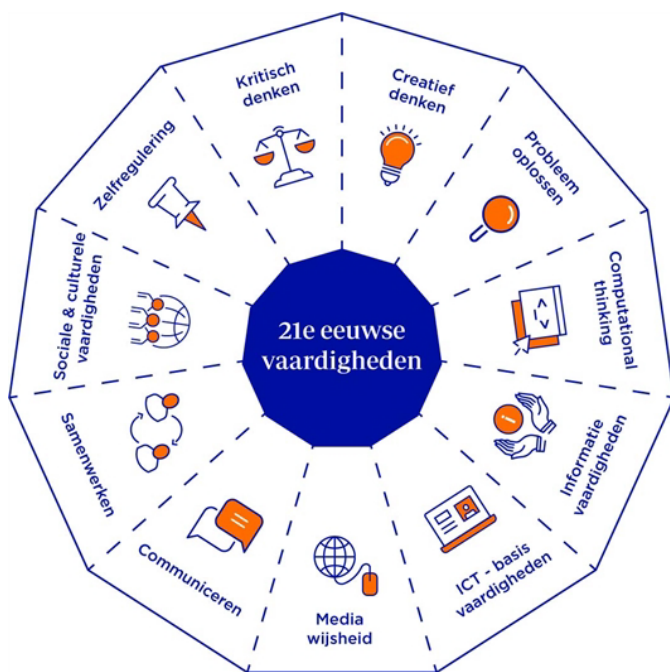 Kritisch
denken
Creatief
denken
Probleem
oplossen
Computational
thinking
Informatie
vaardigheden
ICT - basis
vaardigheden
Media
wijsheid
Communiceren
Samenwerken
Sociale & culturele
vaardigheden
Zelfregulering
21e eeuwse
vaardigheden